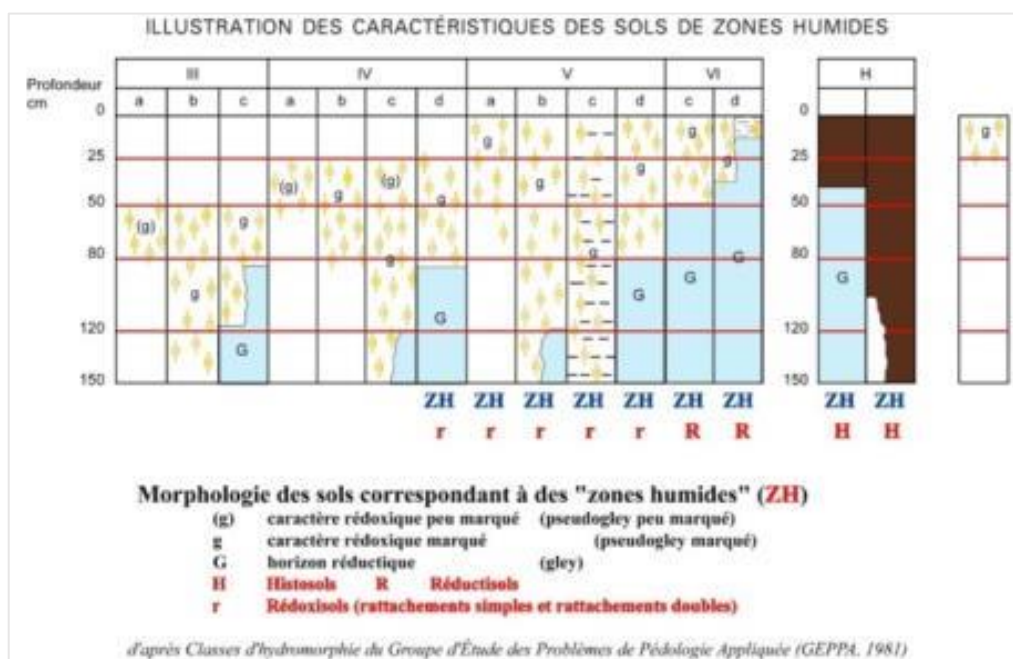 ILLUSTRATION DES CARACTÉRISTIQUES DES SOLS DE ZONES HUMIDES
III IV V VI H
Profondeur
cm
a b c a b c d a b c d c d
0 0
g g g
25 25
(g) g (g) g g g g
50 50
(g) g g
80 80
g g g G G G G
g G G
120 120
G
150 150
ZH ZH ZH ZH ZH ZH ZH ZH ZH
r r r r r R R H H
Morphologie des sols correspondant à des "zones humides" (ZH)
(g) caractère rédoxique peu marqué (pseudogley peu marqué)
g caractère rédoxique marqué (pseudogley marqué)
G horizon réductique (gley)
H Histosols R Réductisols
r Rédoxisols (rattachements simples et rattachements doubles)
d'après Classes d'hydromorphie du Groupe d'Étude des Problèmes de Pédologie Appliquée (GEPPA, 1981)